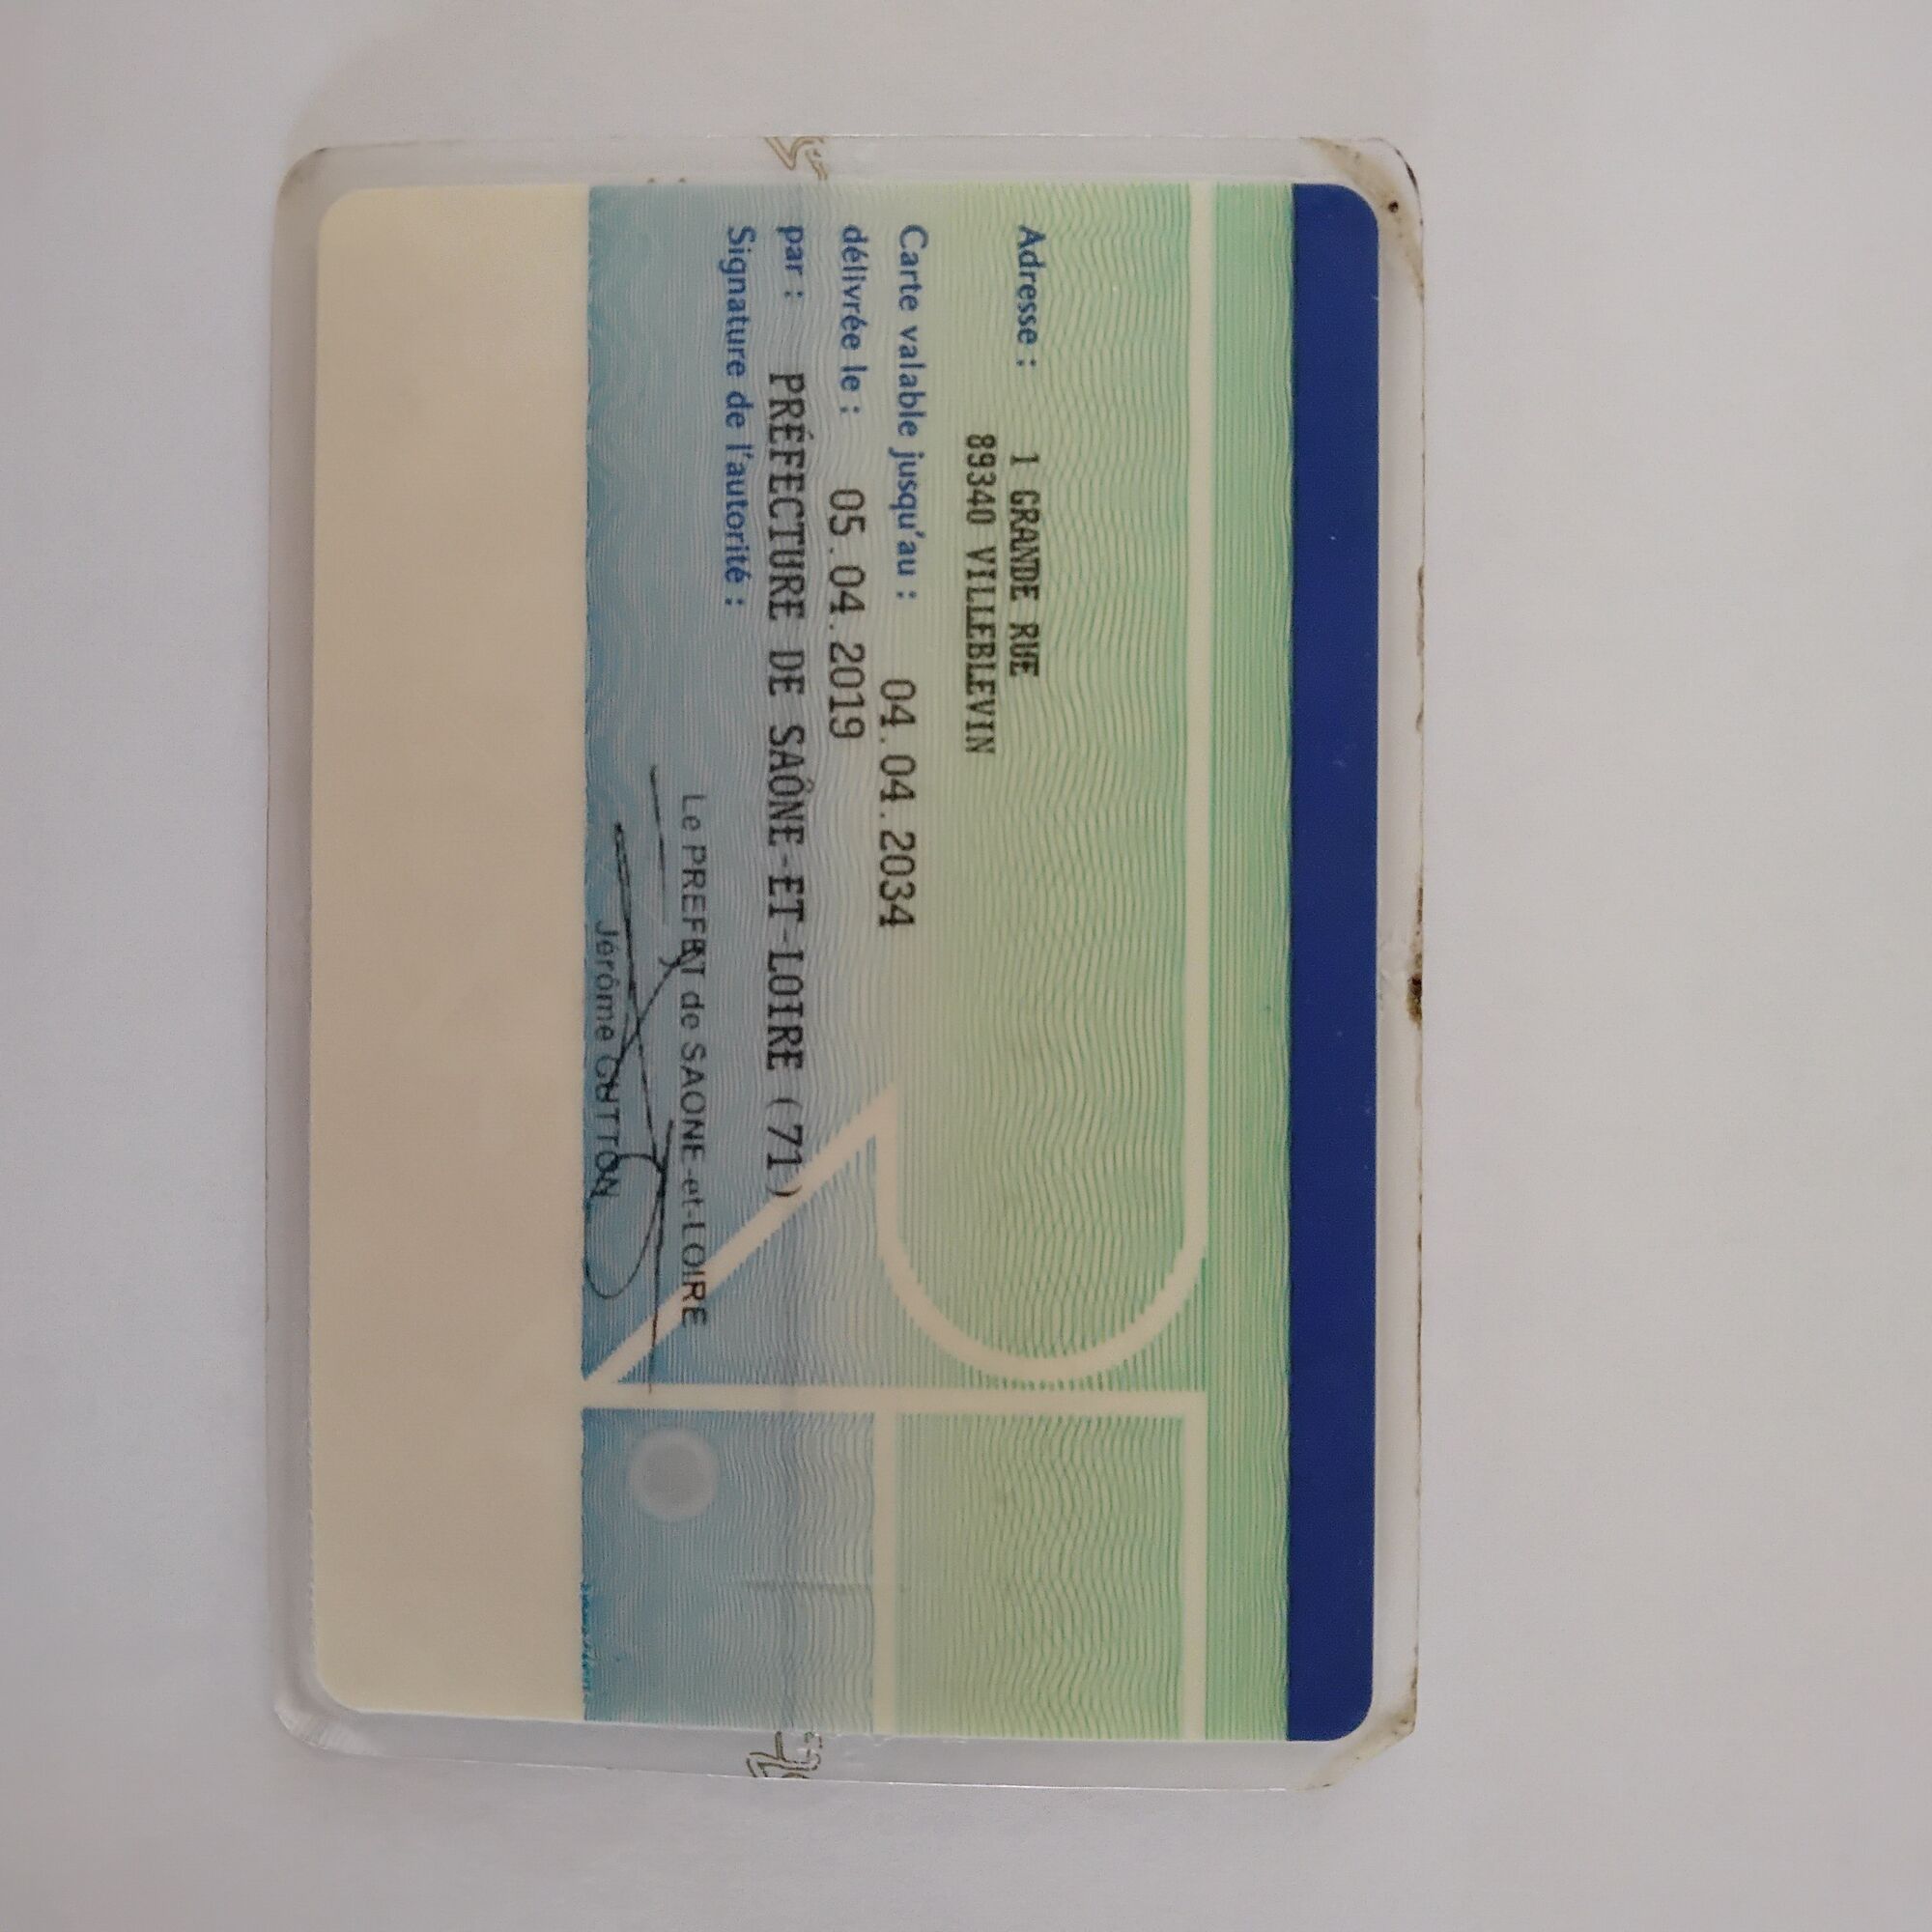 Adresse : 1 GRANDE RUE
89340 VILLEBLEVIN
Carte valable jusqu'au : 04.04.2034
délivrée le : 05.04.2019
par : PRÉFECTURE DE SAÔNE-ET-LOIRE (71)
Signature de l'autorité :
Le PREFET de SAONE-et-LOIRE
Jérôme GUTTON